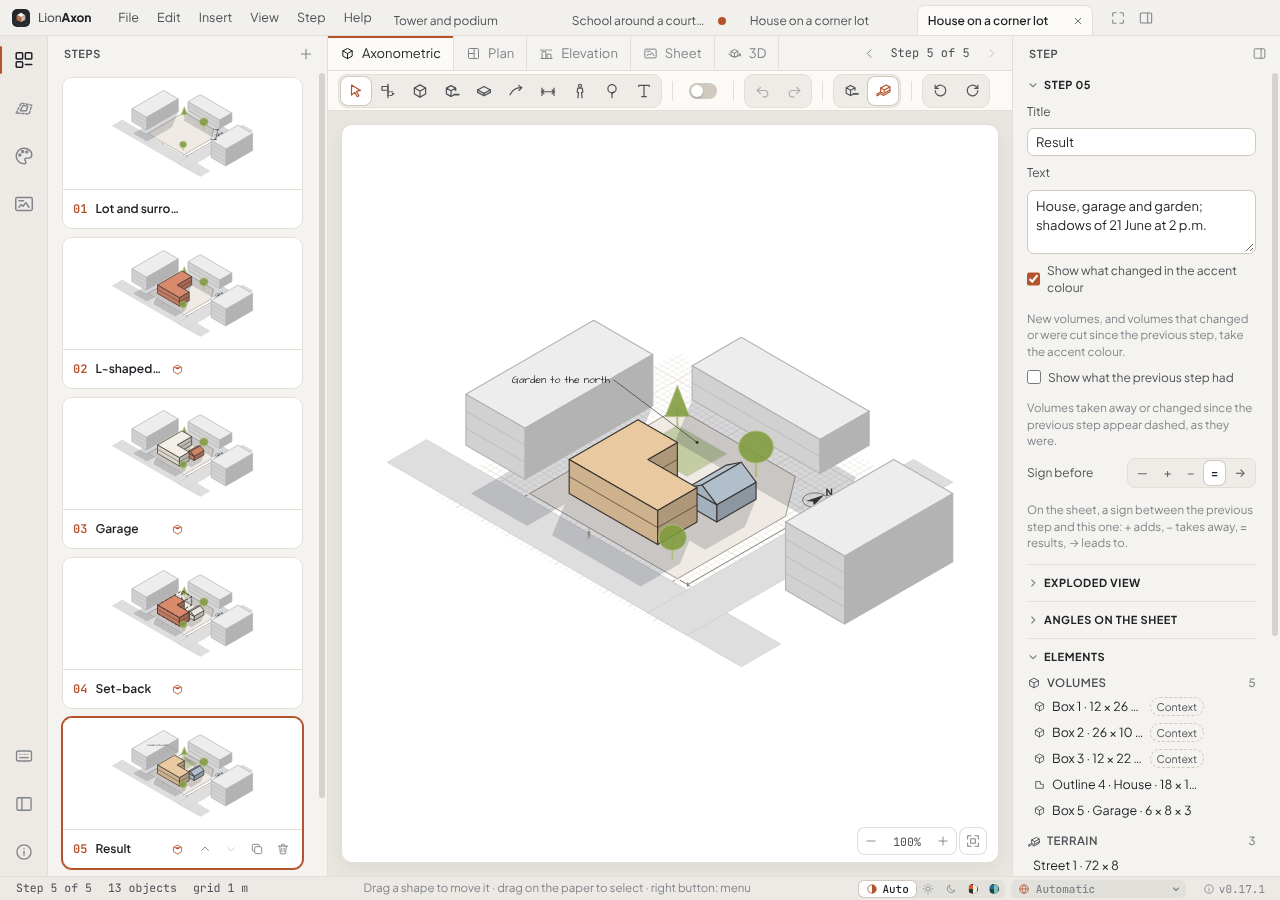 LionAxon
File Edit Insert View Step Help
Tower and podium
School around a court…
House on a corner lot
House on a corner lot
STEPS
Axonometric
Plan
Elevation
Sheet
3D
Step 5 of 5
STEP
01 Lot and surro…
02 L-shaped…
03 Garage
04 Set-back
05 Result
Garden to the north
N
100%
STEP 05
Title
Result
Text
House, garage and garden;
shadows of 21 June at 2 p.m.
Show what changed in the accent
colour
New volumes, and volumes that changed
or were cut since the previous step, take
the accent colour.
Show what the previous step had
Volumes taken away or changed since the
previous step appear dashed, as they
were.
Sign before
— + − = →
On the sheet, a sign between the previous
step and this one: + adds, − takes away, =
results, → leads to.
EXPLODED VIEW
ANGLES ON THE SHEET
ELEMENTS
VOLUMES 5
Box 1 · 12 × 26 … Context
Box 2 · 26 × 10 … Context
Box 3 · 12 × 22 … Context
Outline 4 · House · 18 × 1…
Box 5 · Garage · 6 × 8 × 3
TERRAIN 3
Street 1 · 72 × 8
Step 5 of 5 13 objects grid 1 m
Drag a shape to move it · drag on the paper to select · right button: menu
Auto
Automatic
v0.17.1